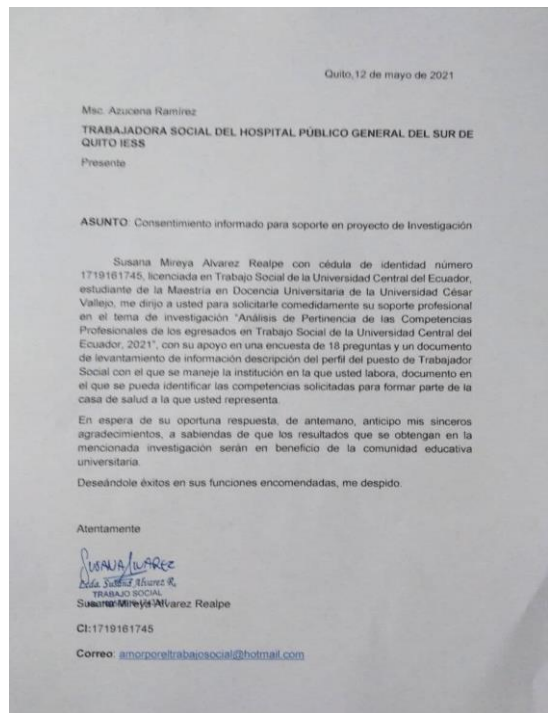 Quito,12 de mayo de 2021
Msc. Azucena Ramírez
TRABAJADORA SOCIAL DEL HOSPITAL PÚBLICO GENERAL DEL SUR DE
QUITO IESS
Presente
ASUNTO: Consentimiento informado para soporte en proyecto de Investigación
Susana Mireya Alvarez Realpe con cédula de identidad número
1719161745, licenciada en Trabajo Social de la Universidad Central del Ecuador,
estudiante de la Maestría en Docencia Universitaria de la Universidad César
Vallejo, me dirijo a usted para solicitarle comedidamente su soporte profesional
en el tema de investigación "Análisis de Pertinencia de las Competencias
Profesionales de los egresados en Trabajo Social de la Universidad Central del
Ecuador, 2021", con su apoyo en una encuesta de 18 preguntas y un documento
de levantamiento de información descripción del perfil del puesto de Trabajador
Social con el que se maneje la institución en la que usted labora, documento en
el que se pueda identificar las competencias solicitadas para formar parte de la
casa de salud a la que usted representa.
En espera de su oportuna respuesta, de antemano, anticipo mis sinceros
agradecimientos, a sabiendas de que los resultados que se obtengan en la
mencionada investigación serán en beneficio de la comunidad educativa
universitaria.
Deseándole éxitos en sus funciones encomendadas, me despido.
Atentamente
SUSANA ALVAREZ
Lcda. Susana Alvarez R.
TRABAJO SOCIAL
Susana Mireya Alvarez Realpe
CI:1719161745
Correo: amorporeltrabajosocial@hotmail.com